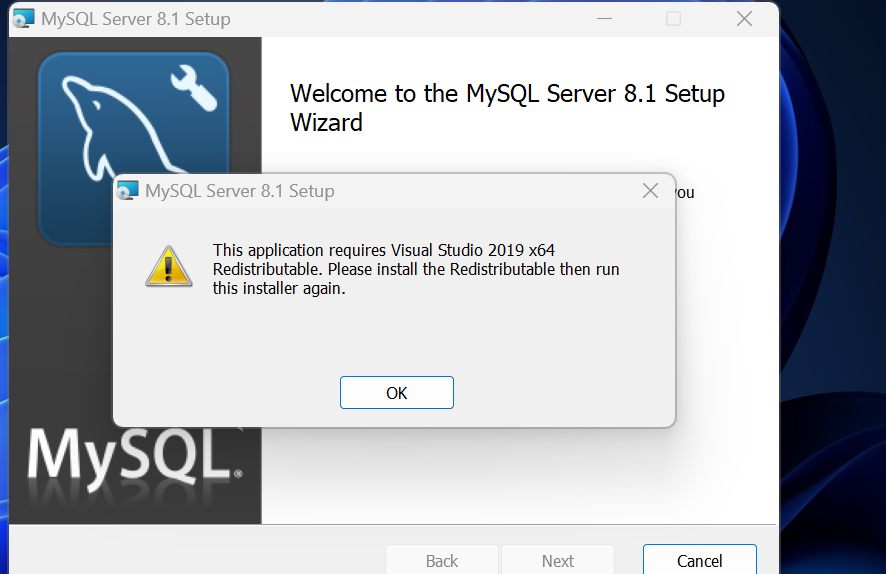 MySQL Server 8.1 Setup
Welcome to the MySQL Server 8.1 Setup
Wizard
you
MySQL Server 8.1 Setup
This application requires Visual Studio 2019 x64
Redistributable. Please install the Redistributable then run
this installer again.
OK
MySQL®
Back
Next
Cancel